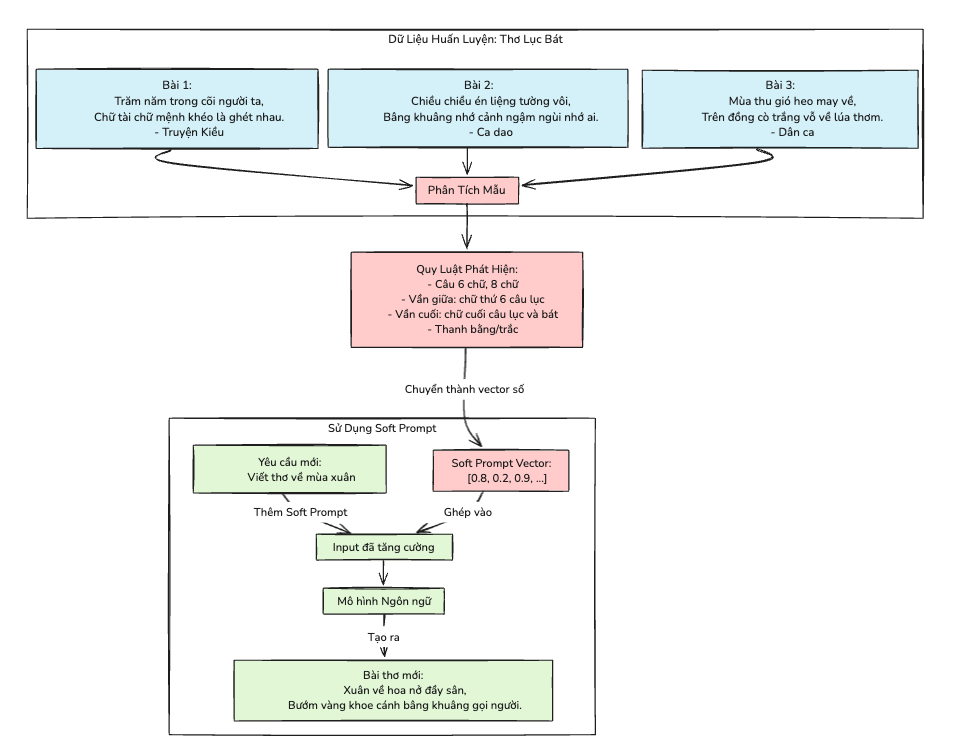 Dữ Liệu Huấn Luyện: Thơ Lục Bát
Bài 1:
Trăm năm trong cõi người ta,
Chữ tài chữ mệnh khéo là ghét nhau.
- Truyện Kiều
Bài 2:
Chiều chiều én liệng tường vôi,
Bâng khuâng nhớ cảnh ngậm ngùi nhớ ai.
- Ca dao
Bài 3:
Mùa thu gió heo may về,
Trên đồng cò trắng vỗ về lúa thơm.
- Dân ca
Phân Tích Mẫu
Quy Luật Phát Hiện:
- Câu 6 chữ, 8 chữ
- Vần giữa: chữ thứ 6 câu lục
- Vần cuối: chữ cuối câu lục và bát
- Thanh bằng/trắc
Chuyển thành vector số
Sử Dụng Soft Prompt
Yêu cầu mới:
Viết thơ về mùa xuân
Soft Prompt Vector:
[0.8, 0.2, 0.9, ...]
Thêm Soft Prompt
Ghép vào
Input đã tăng cường
Mô hình Ngôn ngữ
Tạo ra
Bài thơ mới:
Xuân về hoa nở đầy sân,
Bướm vàng khoe cánh bâng khuâng gọi người.